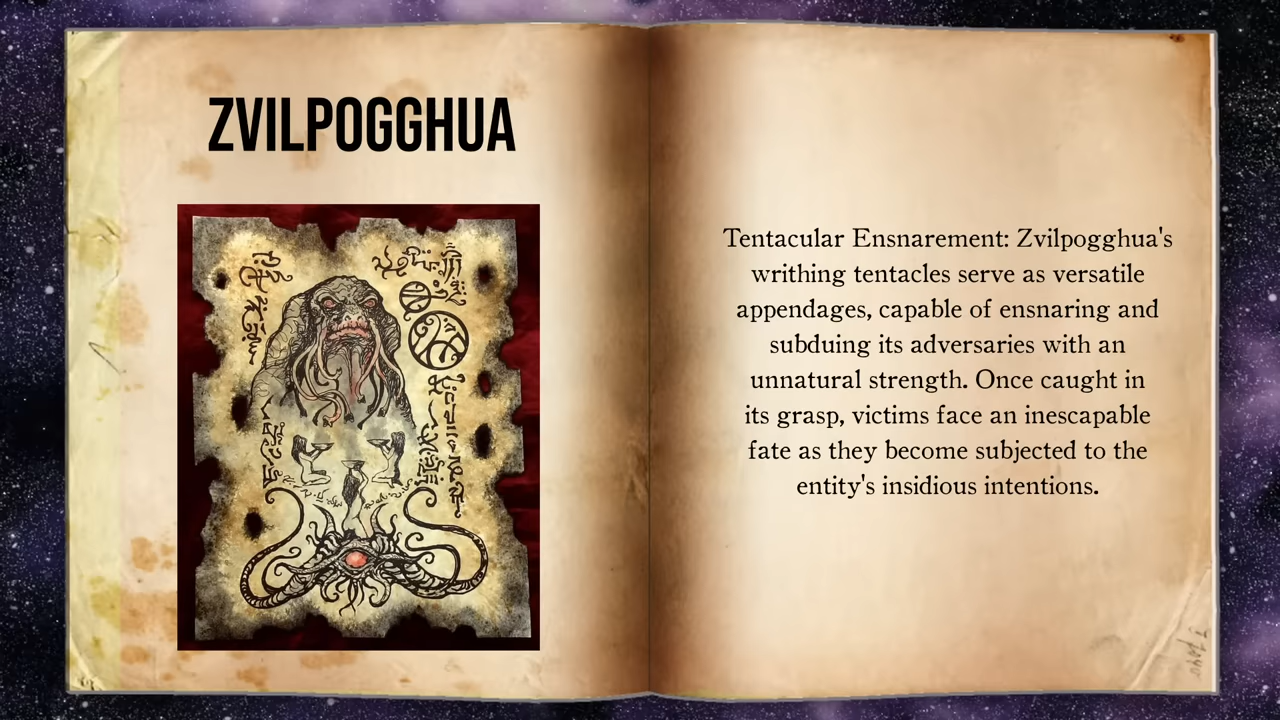 ZVILPOGGHUA
Tentacular Ensnarement: Zvilpogghua's
writhing tentacles serve as versatile
appendages, capable of ensnaring and
subduing its adversaries with an
unnatural strength. Once caught in
its grasp, victims face an inescapable
fate as they become subjected to the
entity's insidious intentions.